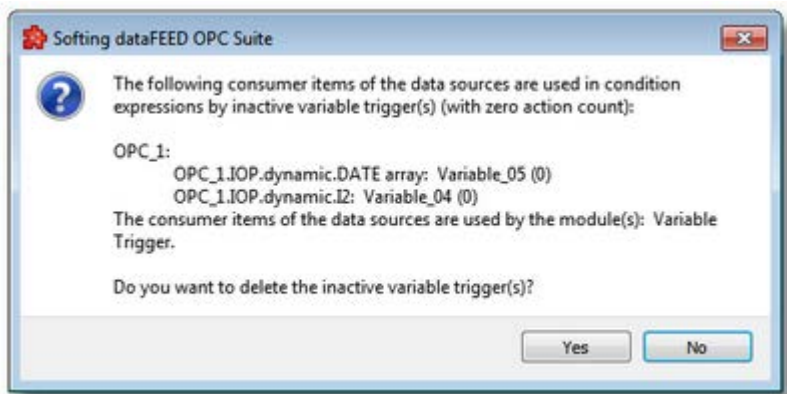 Softing dataFEED OPC Suite
The following consumer items of the data sources are used in condition
expressions by inactive variable trigger(s) (with zero action count):
OPC_1:
OPC_1.IOP.dynamic.DATE array:  Variable_05 (0)
OPC_1.IOP.dynamic.I2:  Variable_04 (0)
The consumer items of the data sources are used by the module(s):  Variable
Trigger.
Do you want to delete the inactive variable trigger(s)?
Yes
No